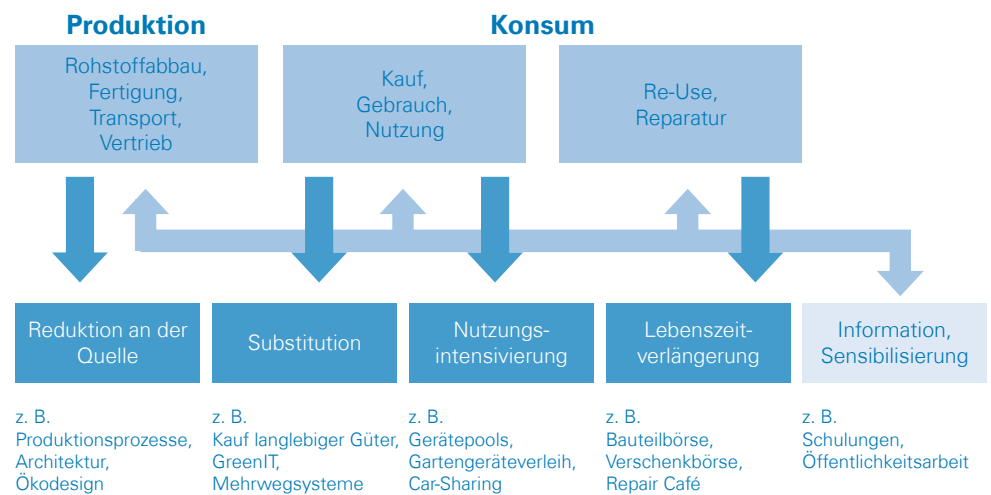 Produktion
Konsum
Rohstoffabbau,
Fertigung,
Transport,
Vertrieb
Kauf,
Gebrauch,
Nutzung
Re-Use,
Reparatur
Reduktion an der
Quelle
Substitution
Nutzungs-
intensivierung
Lebenszeit-
verlängerung
Information,
Sensibilisierung
z. B.
Produktionsprozesse,
Architektur,
Ökodesign
z. B.
Kauf langlebiger Güter,
GreenIT,
Mehrwegsysteme
z. B.
Gerätepools,
Gartengeräteverleih,
Car-Sharing
z. B.
Bauteilbörse,
Verschenkbörse,
Repair Café
z. B.
Schulungen,
Öffentlichkeitsarbeit